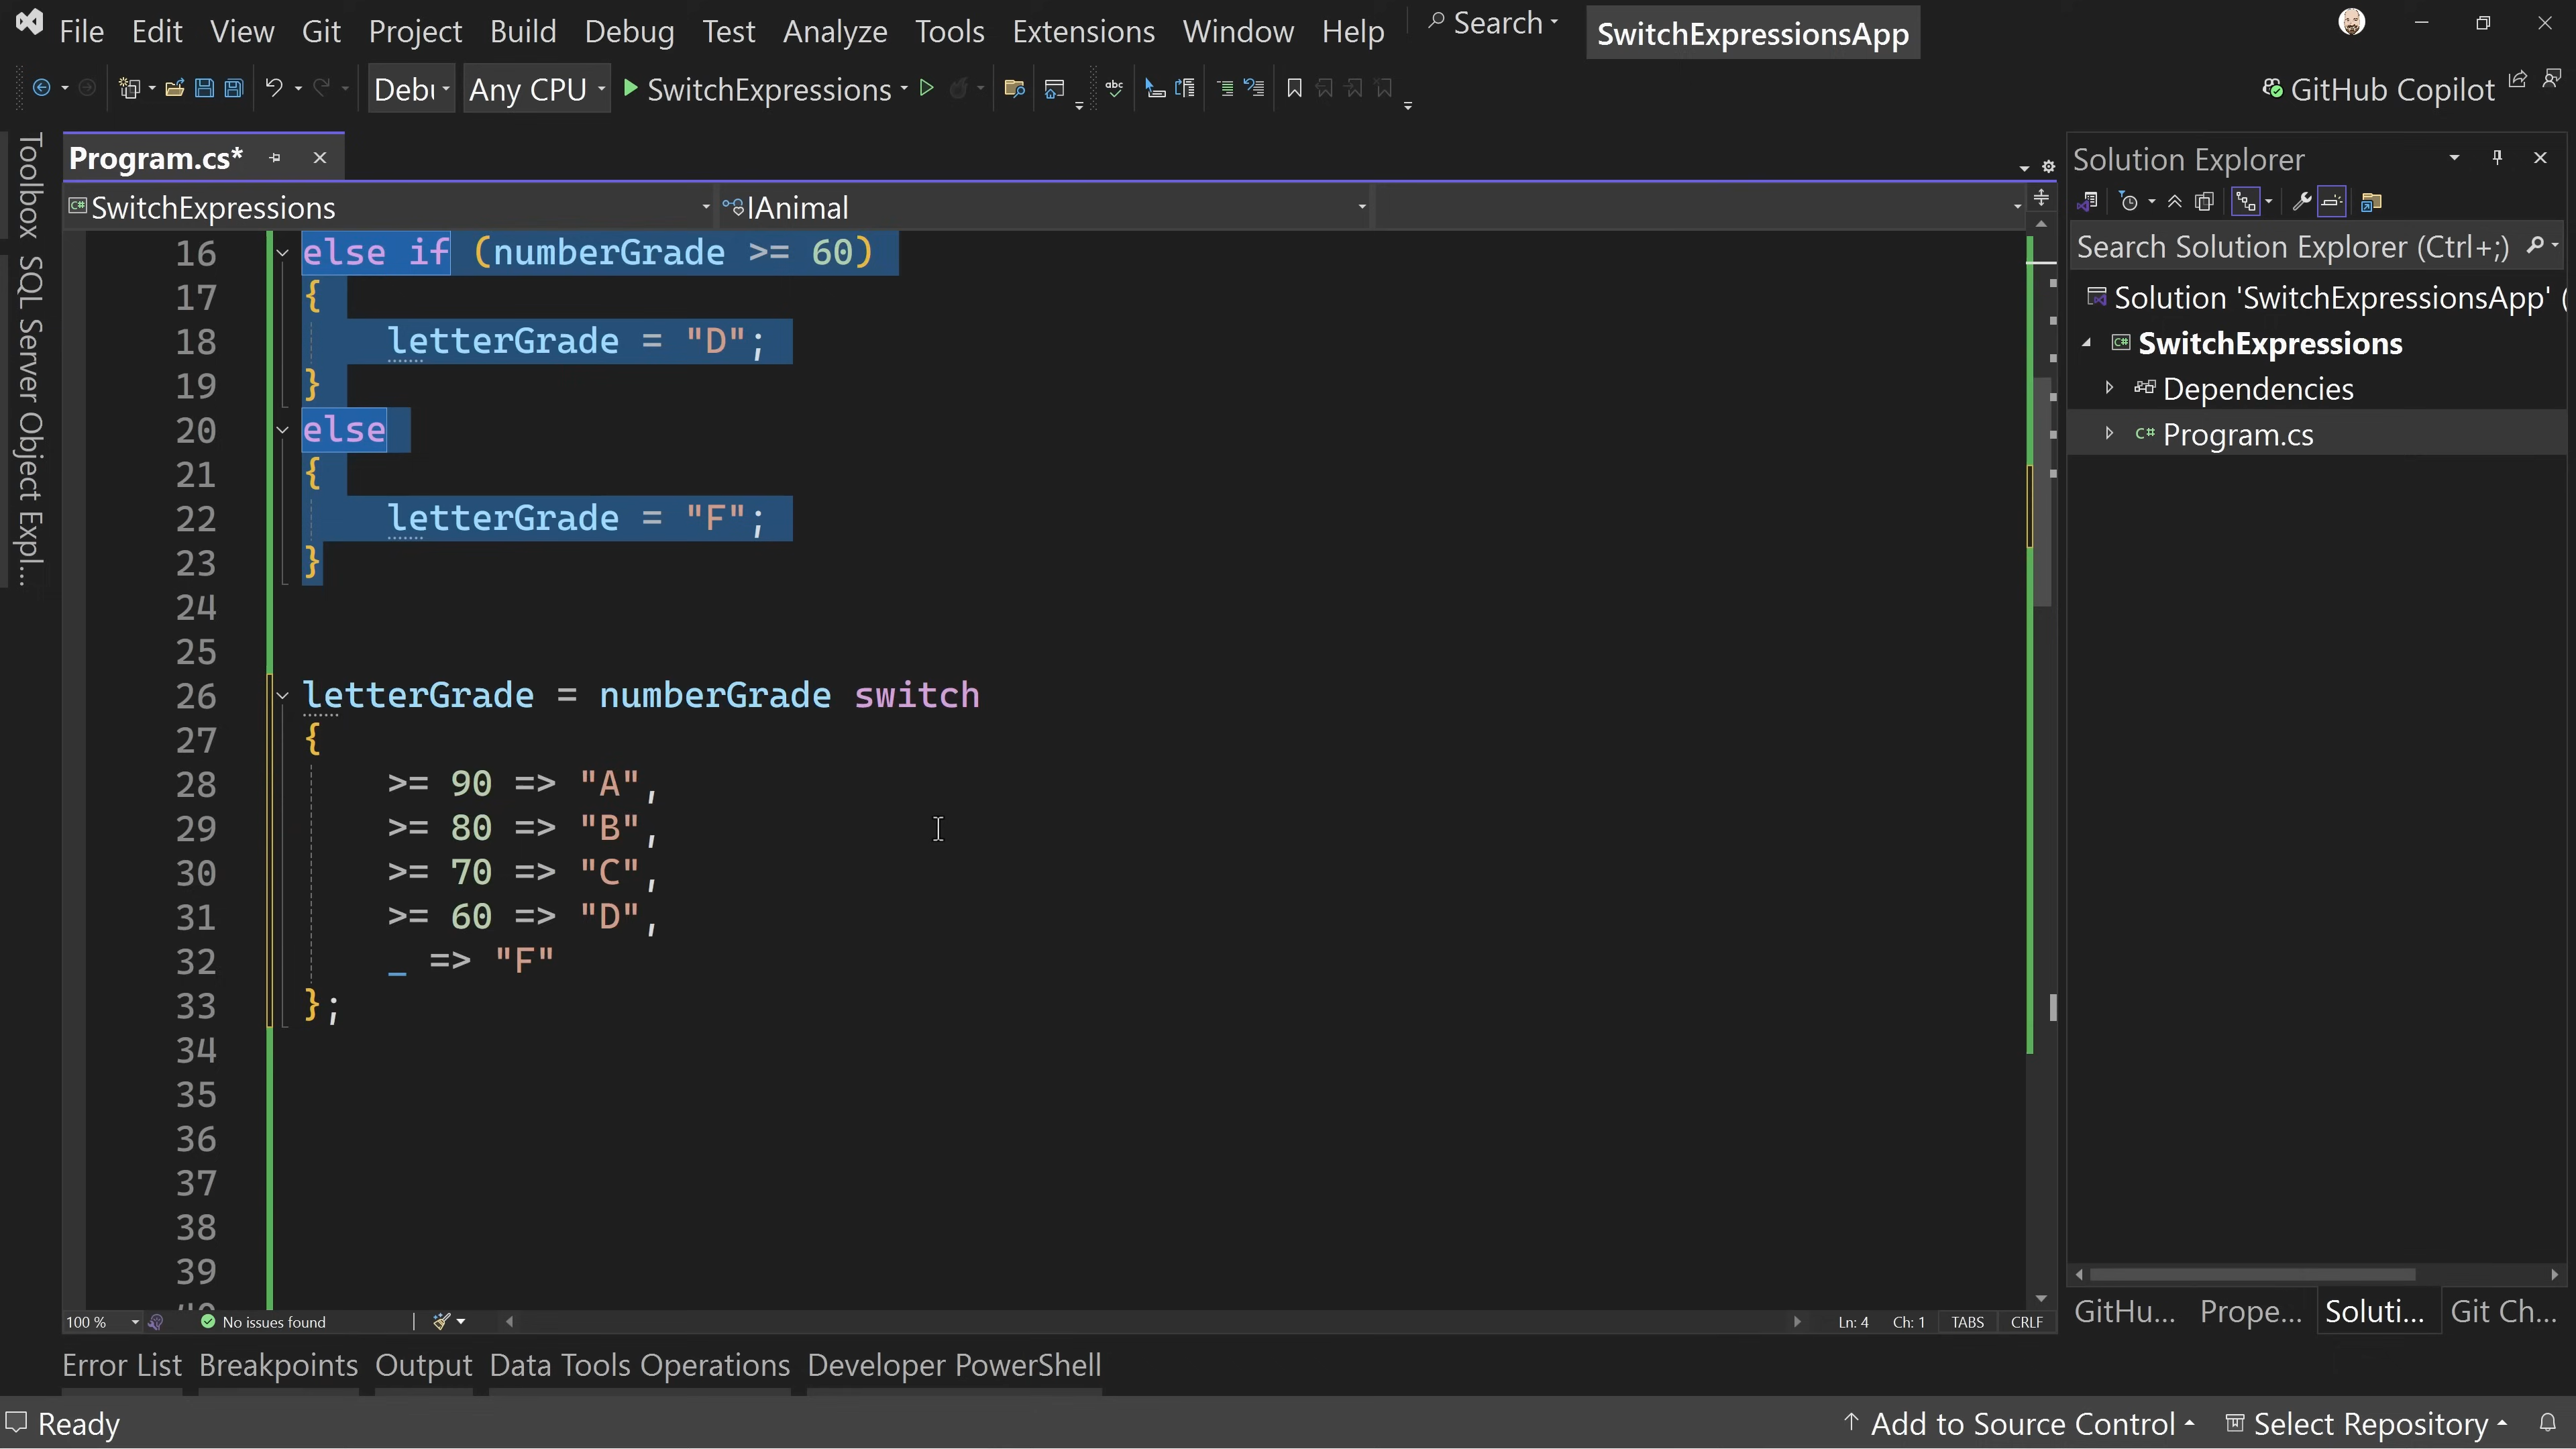 File Edit View Git Project Build Debug Test Analyze Tools Extensions Window Help Search SwitchExpressionsApp
Debu Any CPU SwitchExpressions GitHub Copilot
Toolbox
SQL Server Object Expl...
Program.cs*
SwitchExpressions IAnimal
16 else if (numberGrade >= 60)
17 {
18 letterGrade = "D";
19 }
20 else
21 {
22 letterGrade = "F";
23 }
24
25
26 letterGrade = numberGrade switch
27 {
28 >= 90 => "A",
29 >= 80 => "B",
30 >= 70 => "C",
31 >= 60 => "D",
32 _ => "F"
33 };
34
35
36
37
38
39
100 % No issues found Ln: 4 Ch: 1 TABS CRLF
Solution Explorer
Search Solution Explorer (Ctrl+;)
Solution 'SwitchExpressionsApp' (
SwitchExpressions
Dependencies
C# Program.cs
GitHu... Prope... Soluti... Git Ch...
Error List Breakpoints Output Data Tools Operations Developer PowerShell
Ready Add to Source Control Select Repository